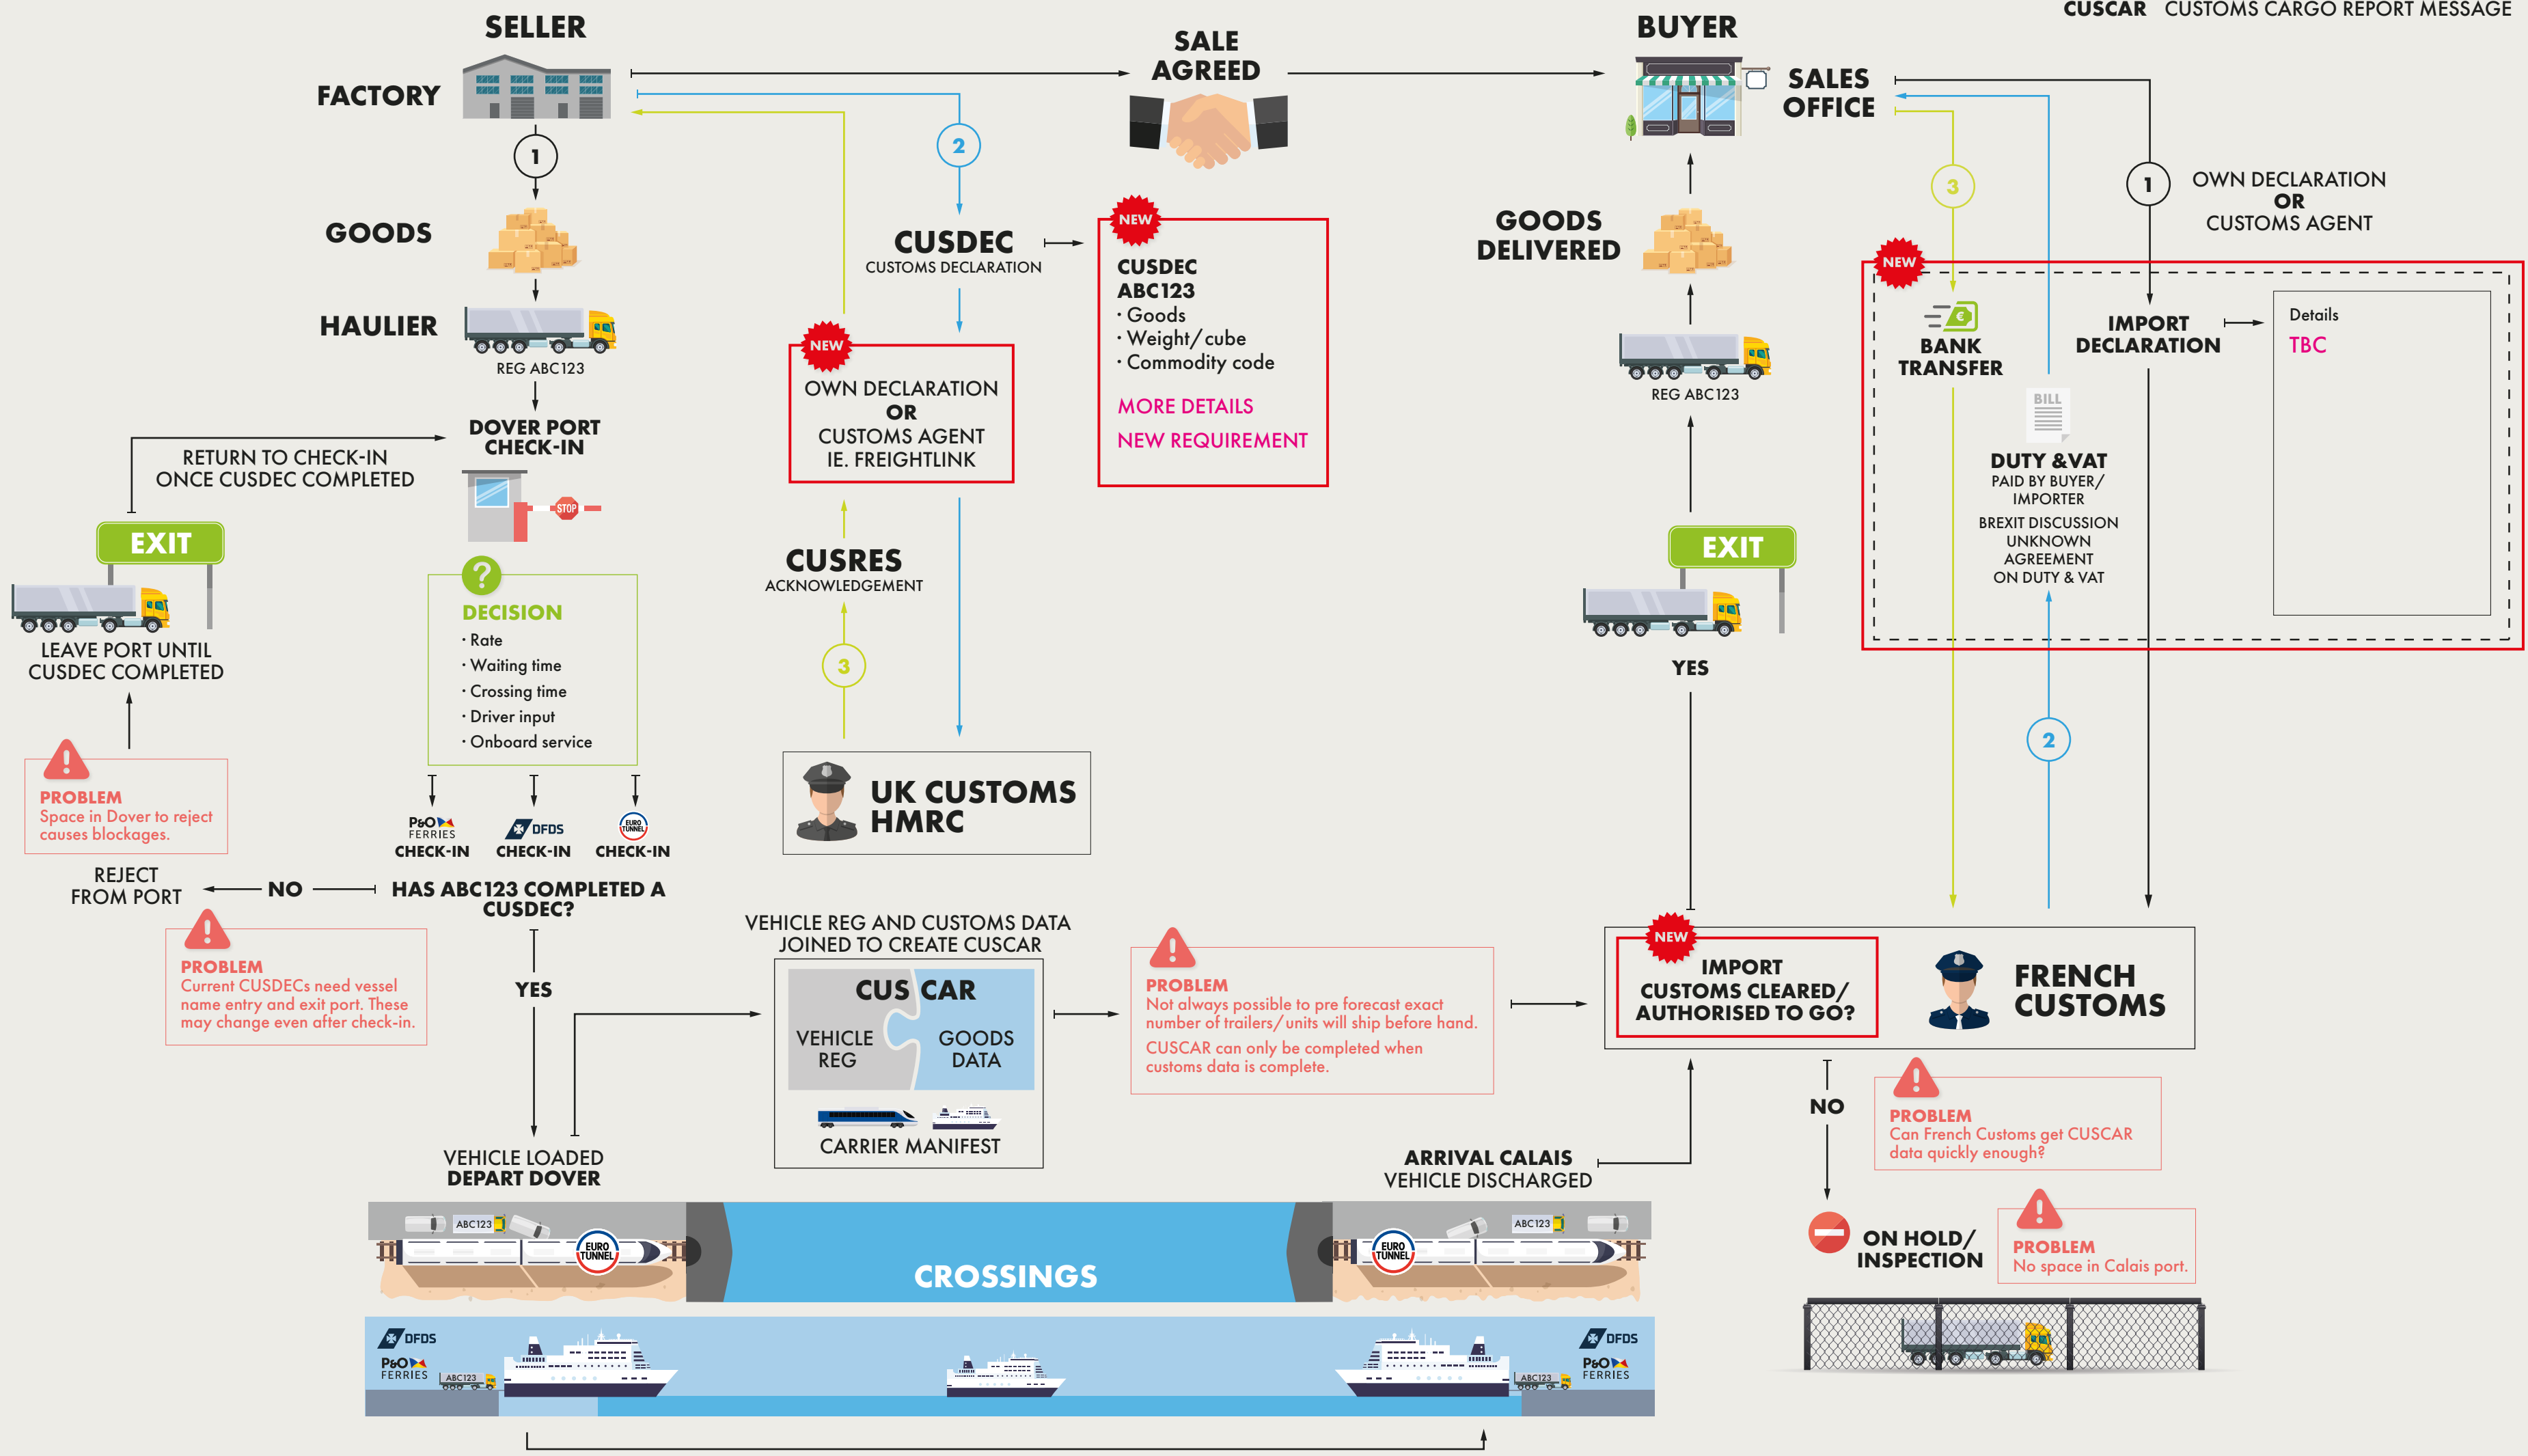 CUSCAR CUSTOMS CARGO REPORT MESSAGE
SELLER
FACTORY
SALE
AGREED
BUYER
SALES
OFFICE
1
2
3
1
OWN DECLARATION
OR
CUSTOMS AGENT
GOODS
HAULIER
REG ABC123
DOVER PORT
CHECK-IN
STOP
RETURN TO CHECK-IN
ONCE CUSDEC COMPLETED
EXIT
LEAVE PORT UNTIL
CUSDEC COMPLETED
PROBLEM
Space in Dover to reject
causes blockages.
REJECT
FROM PORT
NO
PROBLEM
Current CUSDECs need vessel
name entry and exit port. These
may change even after check-in.
?
DECISION
· Rate
· Waiting time
· Crossing time
· Driver input
· Onboard service
P&O
FERRIES
CHECK-IN
DFDS
CHECK-IN
EURO
TUNNEL
CHECK-IN
HAS ABC123 COMPLETED A
CUSDEC?
YES
VEHICLE LOADED
DEPART DOVER
CUSDEC
CUSTOMS DECLARATION
NEW
CUSDEC
ABC123
· Goods
· Weight/cube
· Commodity code
MORE DETAILS
NEW REQUIREMENT
NEW
OWN DECLARATION
OR
CUSTOMS AGENT
IE. FREIGHTLINK
CUSRES
ACKNOWLEDGEMENT
3
UK CUSTOMS
HMRC
VEHICLE REG AND CUSTOMS DATA
JOINED TO CREATE CUSCAR
CUS CAR
VEHICLE
REG
GOODS
DATA
CARRIER MANIFEST
PROBLEM
Not always possible to pre forecast exact
number of trailers/units will ship before hand.
CUSCAR can only be completed when
customs data is complete.
GOODS
DELIVERED
REG ABC123
EXIT
YES
NEW
€
BANK
TRANSFER
BILL
DUTY &VAT
PAID BY BUYER/
IMPORTER
BREXIT DISCUSSION
UNKNOWN
AGREEMENT
ON DUTY & VAT
IMPORT
DECLARATION
Details
TBC
2
NEW
IMPORT
CUSTOMS CLEARED/
AUTHORISED TO GO?
FRENCH
CUSTOMS
NO
PROBLEM
Can French Customs get CUSCAR
data quickly enough?
ON HOLD/
INSPECTION
PROBLEM
No space in Calais port.
ARRIVAL CALAIS
VEHICLE DISCHARGED
ABC123
EURO
TUNNEL
CROSSINGS
EURO
TUNNEL
ABC123
DFDS
P&O
FERRIES
ABC123
ABC123
DFDS
P&O
FERRIES